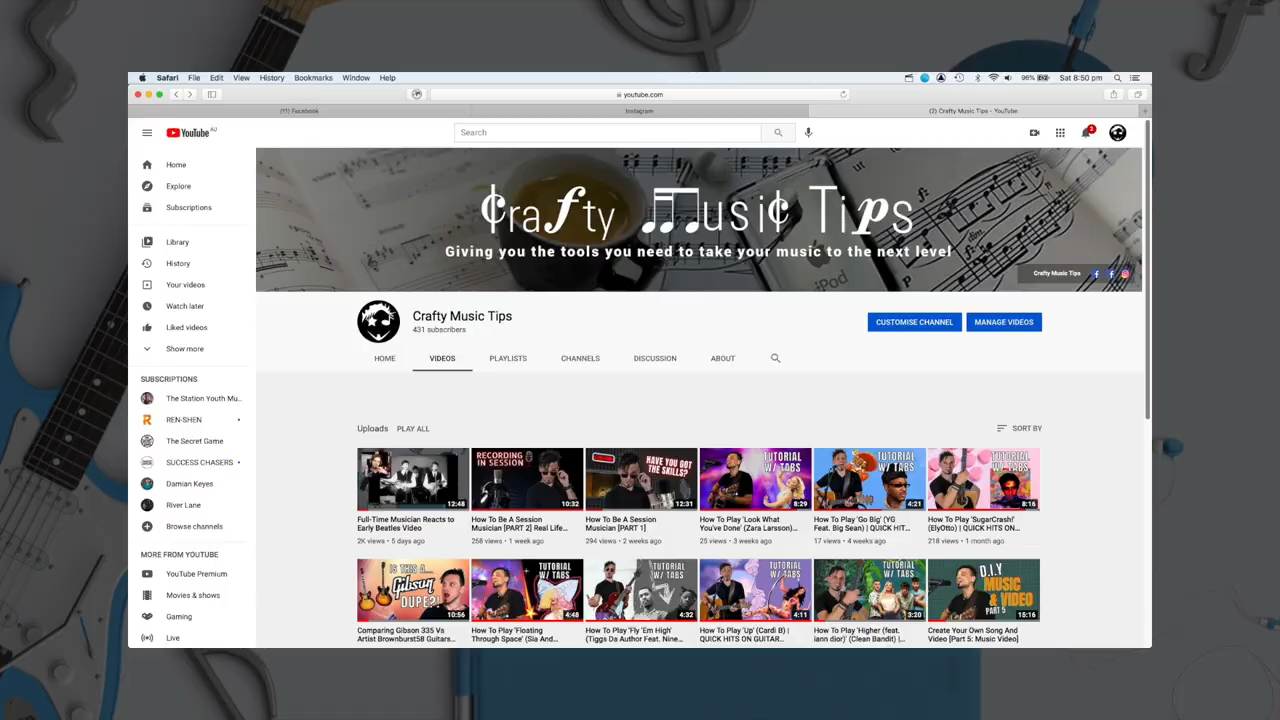 Safari File Edit View History Bookmarks Window Help
96% Sat 8:50 pm
youtube.com
(11) Facebook
Instagram
(2) Crafty Music Tips - YouTube
YouTube AU
Search
2
Home
Explore
Subscriptions
Library
History
Your videos
Watch later
Liked videos
Show more
SUBSCRIPTIONS
The Station Youth Mu...
REN-SHEN
The Secret Game
SUCCESS CHASERS
Damian Keyes
River Lane
Browse channels
MORE FROM YOUTUBE
YouTube Premium
Movies & shows
Gaming
Live
Crafty Music Tips
Giving you the tools you need to take your music to the next level
iPod
Crafty Music Tips
Crafty Music Tips
431 subscribers
CUSTOMISE CHANNEL
MANAGE VIDEOS
HOME VIDEOS PLAYLISTS CHANNELS DISCUSSION ABOUT
Uploads PLAY ALL
SORT BY
12:48
Full-Time Musician Reacts to
Early Beatles Video
2K views • 5 days ago
RECORDING
IN SESSION
10:32
How To Be A Session
Musician [PART 2] Real Life...
258 views • 1 week ago
HAVE YOU GOT
THE SKILLS?
12:31
How To Be A Session
Musician [PART 1]
294 views • 2 weeks ago
TUTORIAL
W/ TABS
8:29
How To Play 'Look What
You've Done' (Zara Larsson)...
25 views • 3 weeks ago
TUTORIAL
W/ TABS
4:21
How To Play 'Go Big' (YG
Feat. Big Sean) | QUICK HIT...
17 views • 4 weeks ago
TUTORIAL
W/ TABS
8:16
How To Play 'SugarCrash!'
(ElyOtto) | QUICK HITS ON...
218 views • 1 month ago
IS THIS A...
Gibson
DUPE?!
10:56
Comparing Gibson 335 Vs
Artist Brownburst58 Guitars...
TUTORIAL
W/ TABS
4:48
How To Play 'Floating
Through Space' (Sia And...
TUTORIAL
W/ TABS
4:32
How To Play 'Fly 'Em High'
(Tiggs Da Author Feat. Nine...
TUTORIAL
W/ TABS
4:11
How To Play 'Up' (Cardi B) |
QUICK HITS ON GUITAR...
TUTORIAL
W/ TABS
3:20
How To Play 'Higher (feat.
iann dior)' (Clean Bandit) |...
D.I.Y
MUSIC
& VIDEO
PART 5
15:16
Create Your Own Song And
Video [Part 5: Music Video]